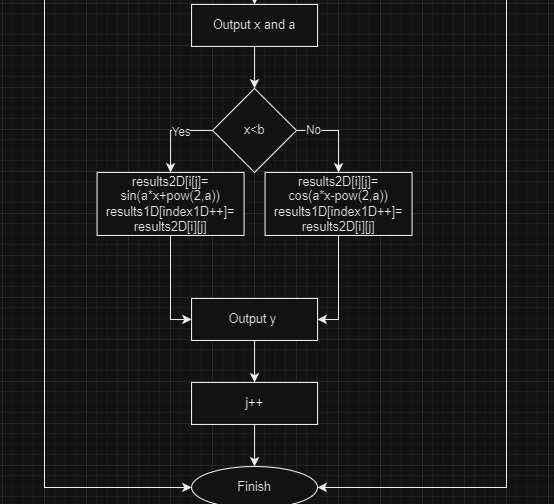 Output x and a
x<b
Yes
No
results2D[i[j]=
sin(a*x+pow(2,a))
results1D[index1D++]=
results2D[i][j]
results2D[i][j]=
cos(a*x-pow(2,a))
results1D[index1D++]=
results2D[i][j]
Output y
j++
Finish